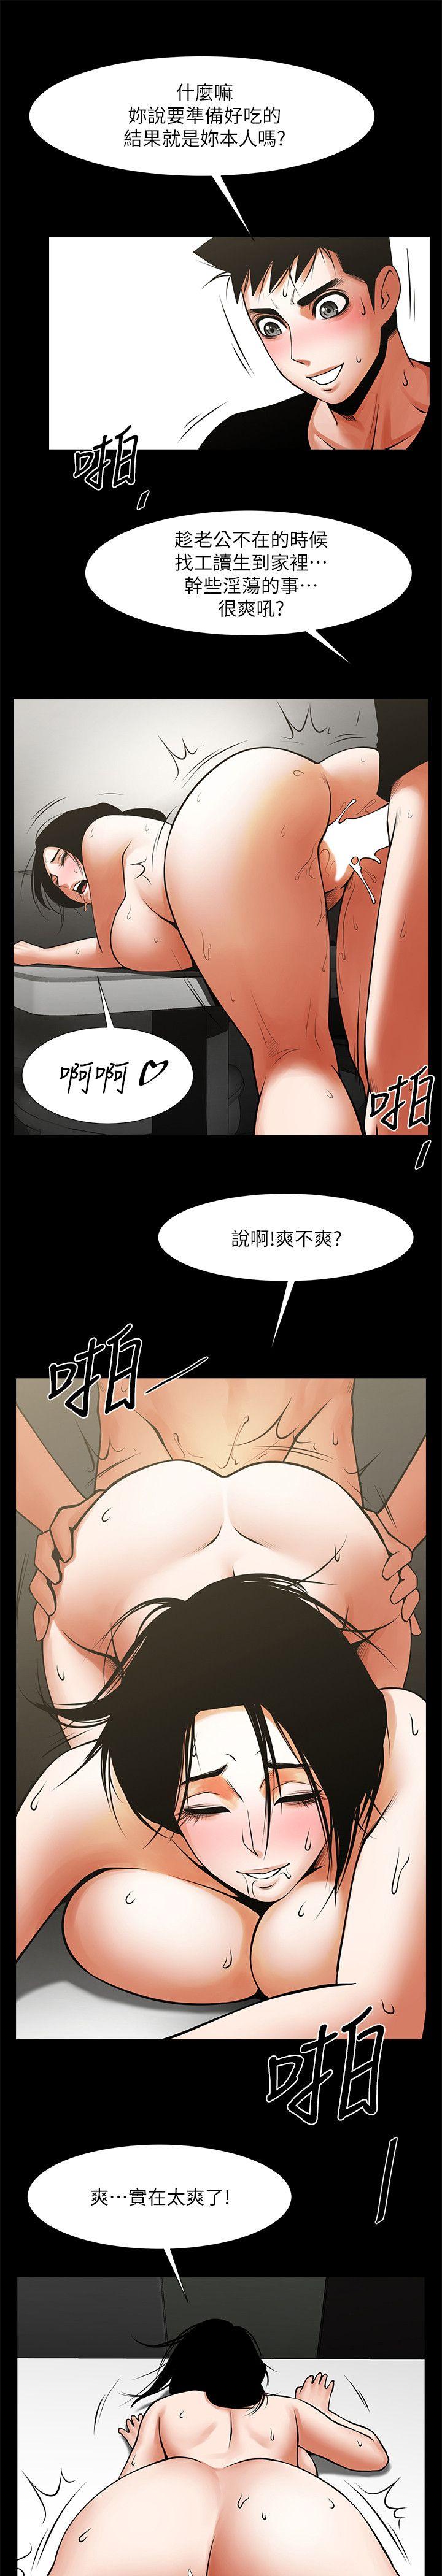 什麼嘛
妳說要準備好吃的
結果就是妳本人嗎?
啪
趁老公不在的時候
找工讀生到家裡…
幹些淫蕩的事…
很爽吼?
啊啊♡
啪
說啊!爽不爽?
啪
啪
爽…實在太爽了!